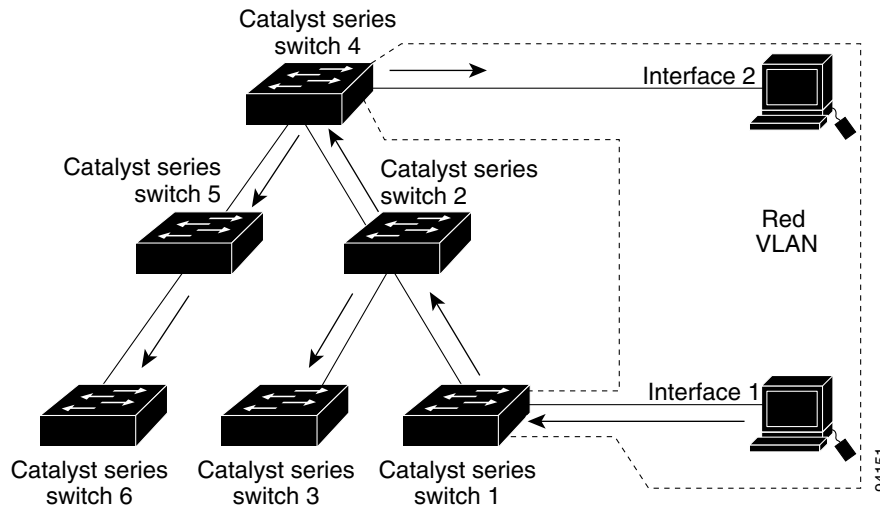 Catalyst series
switch 4
Interface 2
Catalyst series
switch 5
Catalyst series
switch 2
Red
VLAN
Interface 1
Catalyst series
switch 6
Catalyst series
switch 3
Catalyst series
switch 1
94151